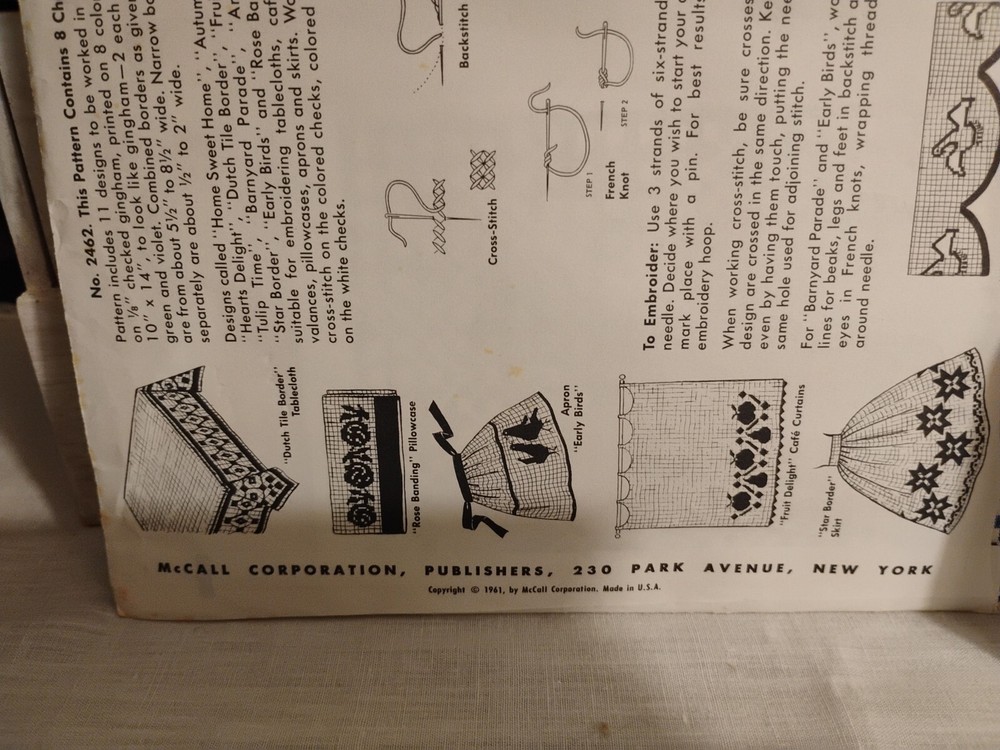 No. 2462. This Pattern Contains 8 Ch
Pattern includes 11 designs to be worked in
on ⅛" checked gingham, printed on 8 colo
10" x 14", to look like gingham—2 each
green and violet. Combined borders as given
are from about 5½" to 8½" wide. Narrow bo
separately are about ½" to 2" wide.
Designs called "Home Sweet Home", "Autum
"Hearts Delight", "Dutch Tile Border", "Fru
"Tulip Time", "Barnyard Parade", "Ar
"Star Border", "Early Birds" and "Rose Ba
suitable for embroidering tablecloths, caf
valances, pillowcases, aprons and skirts. Wo
cross-stitch on the colored checks, colored
on the white checks.
Backstitch
Cross-Stitch
STEP 1
STEP 2
French
Knot
To Embroider: Use 3 strands of six-strand
needle. Decide where you wish to start your
mark place with a pin. For best results
embroidery hoop.
When working cross-stitch, be sure crosses
design are crossed in the same direction. Ke
even by having them touch, putting the nee
same hole used for adjoining stitch.
For "Barnyard Parade" and "Early Birds", wo
lines for beaks, legs and feet in backstitch a
eyes in French knots, wrapping thread
around needle.
"Dutch Tile Border"
Tablecloth
"Rose Banding" Pillowcase
Apron
"Early Birds"
"Fruit Delight" Café Curtains
"Star Border"
Skirt
McCALL CORPORATION, PUBLISHERS, 230 PARK AVENUE, NEW YORK
Copyright © 1961, by McCall Corporation. Made in U.S.A.